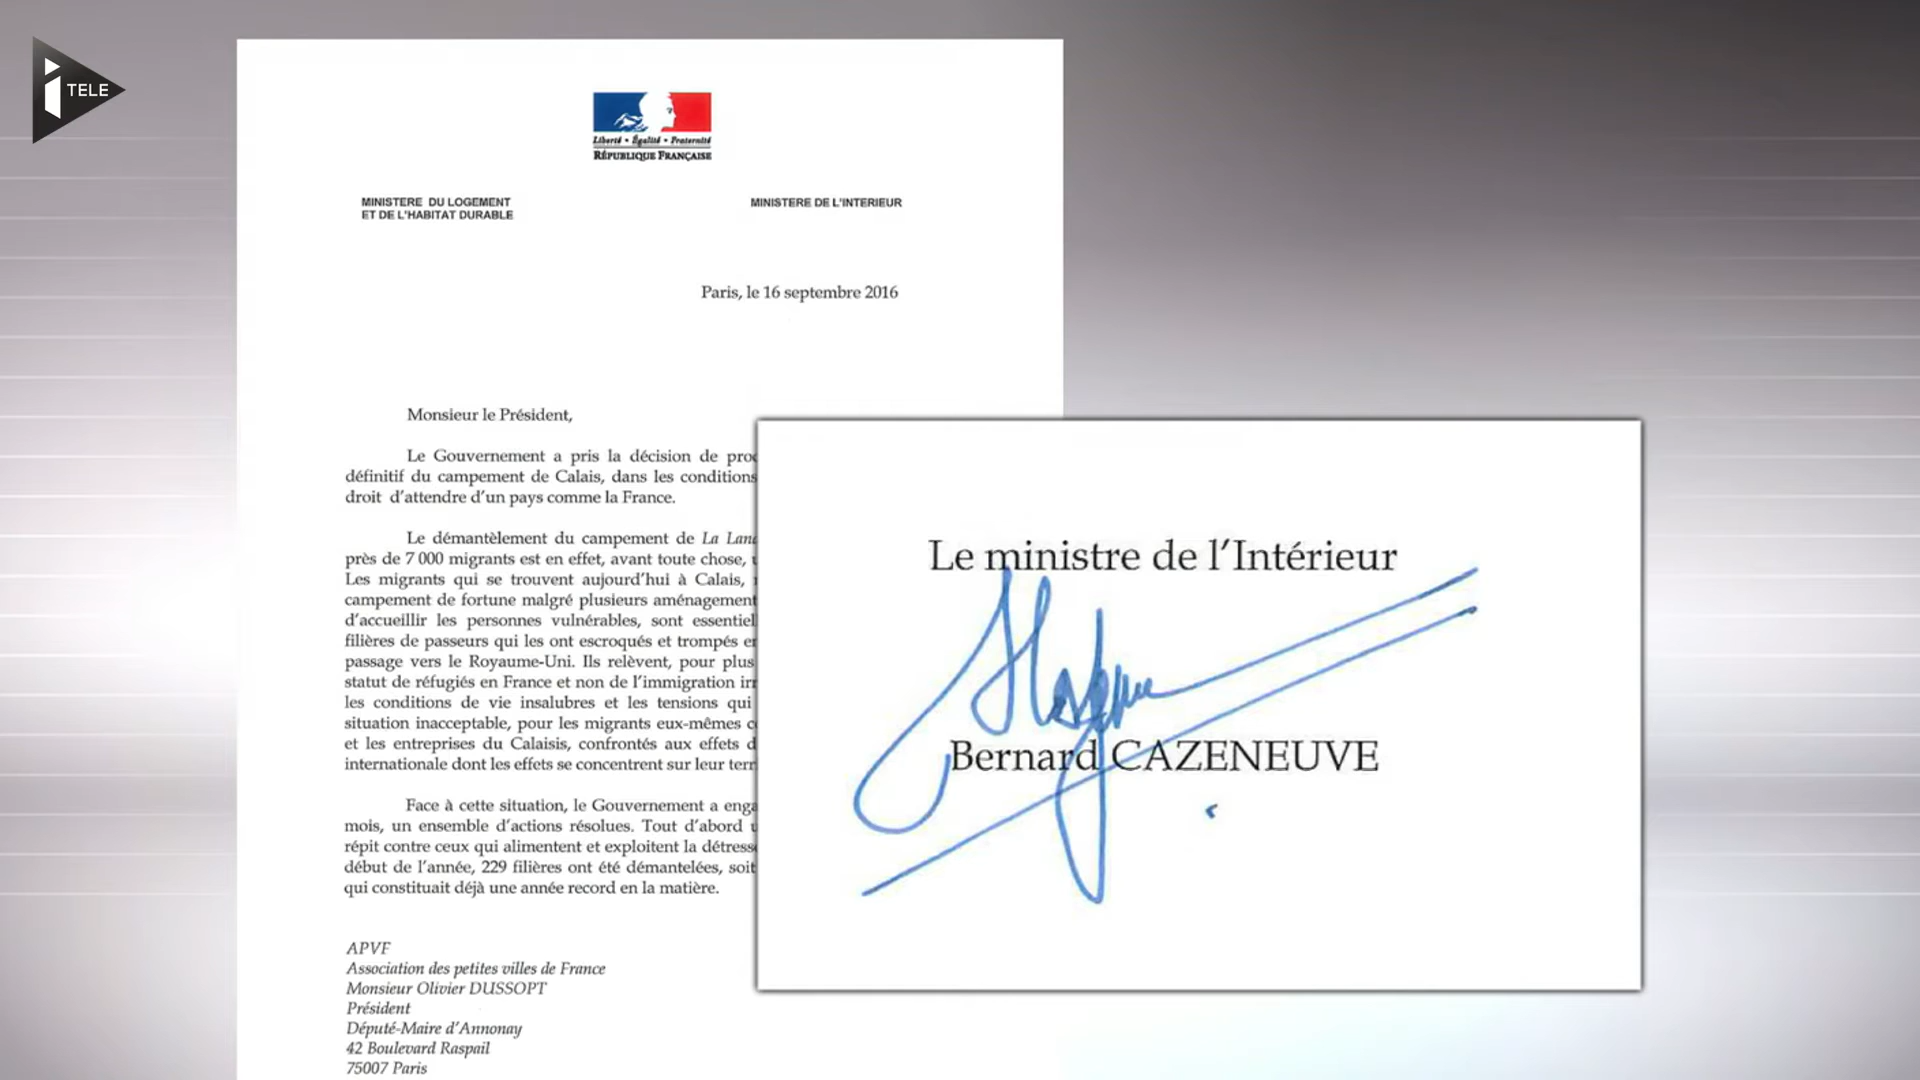 iTELE
Liberté • Égalité • Fraternité
RÉPUBLIQUE FRANÇAISE
MINISTERE DU LOGEMENT
ET DE L'HABITAT DURABLE
MINISTERE DE L'INTERIEUR
Paris, le 16 septembre 2016
Monsieur le Président,
Le Gouvernement a pris la décision de
définitif du campement de Calais, dans les conditions
droit d'attendre d'un pays comme la France.
Le démantèlement du campement de La
près de 7 000 migrants est en effet, avant toute chose,
Les migrants qui se trouvent aujourd'hui à Calais,
campement de fortune malgré plusieurs aménagement
d'accueillir les personnes vulnérables, sont essentiel
filières de passeurs qui les ont escroqués et trompés
passage vers le Royaume-Uni. Ils relèvent, pour plus
statut de réfugiés en France et non de l'immigration
les conditions de vie insalubres et les tensions qui
situation inacceptable, pour les migrants eux-mêmes
et les entreprises du Calaisis, confrontés aux effets d
internationale dont les effets se concentrent sur leur
Face à cette situation, le Gouvernement a
mois, un ensemble d'actions résolues. Tout d'abord
répit contre ceux qui alimentent et exploitent la
début de l'année, 229 filières ont été démantelées, soit
qui constituait déjà une année record en la matière.
APVF
Association des petites villes de France
Monsieur Olivier DUSSOPT
Président
Député-Maire d'Annonay
42 Boulevard Raspail
75007 Paris
Le ministre de l'Intérieur
Bernard CAZENEUVE